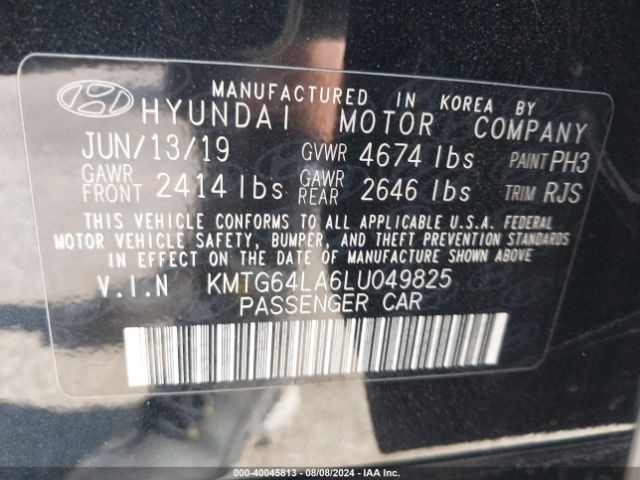 MANUFACTURED IN KOREA BY
HYUNDAI MOTOR COMPANY
JUN/13/19 GVWR 4674 lbs PAINT PH3
GAWR FRONT 2414 lbs GAWR REAR 2646 lbs TRIM RJS
THIS VEHICLE CONFORMS TO ALL APPLICABLE U.S.A. FEDERAL
MOTOR VEHICLE SAFETY, BUMPER, AND THEFT PREVENTION STANDARDS
IN EFFECT ON THE DATE OF MANUFACTURE SHOWN ABOVE.
V.I.N KMTG64LA6LU049825
PASSENGER CAR
000-40045813 - 08/08/2024 - IAA Inc.